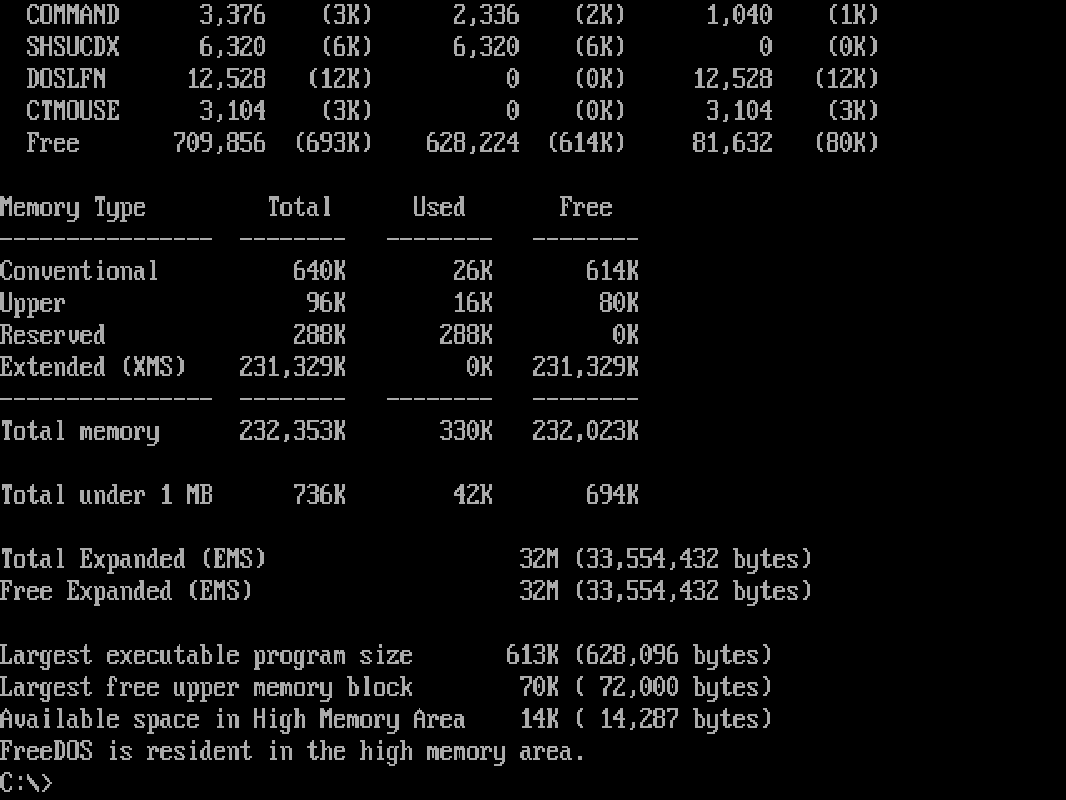 COMMAND 3,376 (3K) 2,336 (2K) 1,040 (1K)
SHSUCDX 6,320 (6K) 6,320 (6K) 0 (0K)
DOSLFN 12,528 (12K) 0 (0K) 12,528 (12K)
CTMOUSE 3,104 (3K) 0 (0K) 3,104 (3K)
Free 709,856 (693K) 628,224 (614K) 81,632 (80K)
Memory Type Total Used Free
---------------- -------- -------- --------
Conventional 640K 26K 614K
Upper 96K 16K 80K
Reserved 288K 288K 0K
Extended (XMS) 231,329K 0K 231,329K
---------------- -------- -------- --------
Total memory 232,353K 330K 232,023K
Total under 1 MB 736K 42K 694K
Total Expanded (EMS) 32M (33,554,432 bytes)
Free Expanded (EMS) 32M (33,554,432 bytes)
Largest executable program size 613K (628,096 bytes)
Largest free upper memory block 70K ( 72,000 bytes)
Available space in High Memory Area 14K ( 14,287 bytes)
FreeDOS is resident in the high memory area.
C:\>